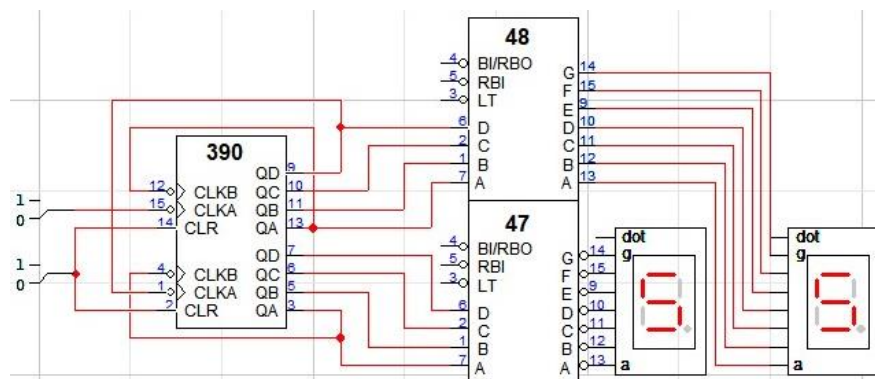 48
4 BI/RBO G 14
5 RBI F 15
3 LT E 9
6 D D 10
2 C C 11
1 B B 12
7 A A 13
390
QD 9
12 CLKB QC 10
15 CLKA QB 11
14 CLR QA 13
QD 7
4 CLKB QC 6
1 CLKA QB 5
2 CLR QA 3
1
0
1
0
47
4 BI/RBO G 14
5 RBI F 15
3 LT E 9
6 D D 10
2 C C 11
1 B B 12
7 A A 13
dot
g
5
a
dot
g
5
a